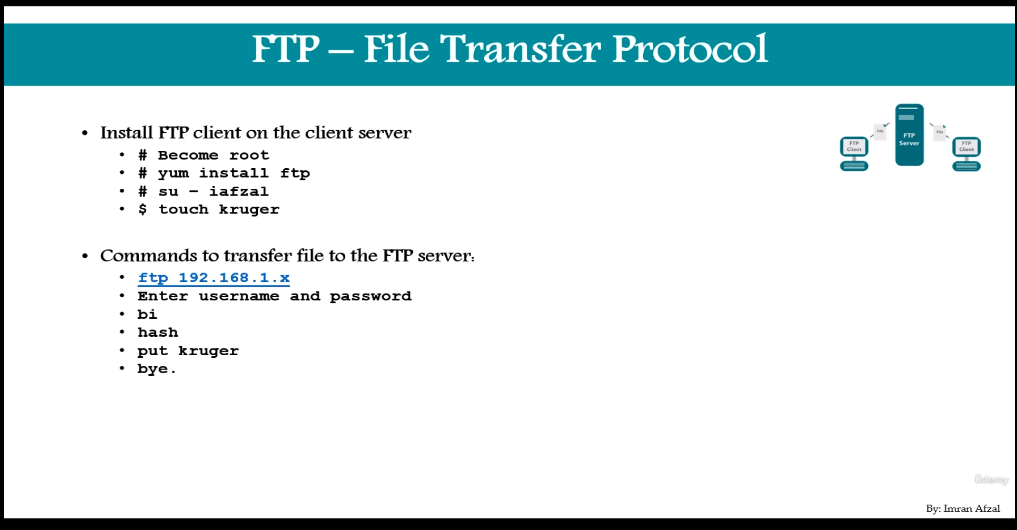 FTP – File Transfer Protocol
• Install FTP client on the client server
• # Become root
• # yum install ftp
• # su – iafzal
• $ touch kruger
• Commands to transfer file to the FTP server:
• ftp 192.168.1.x
• Enter username and password
• bi
• hash
• put kruger
• bye.
FTP
Client
File
FTP
Server
File
FTP
Client
Udemy
By: Imran Afzal